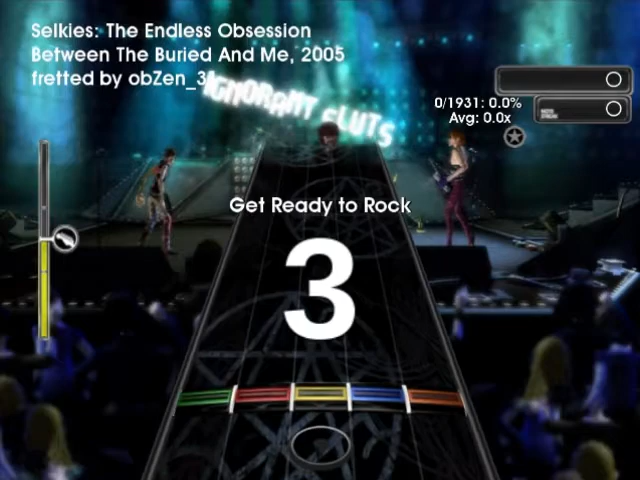 Selkies: The Endless Obsession
Between The Buried And Me, 2005
fretted by obZen_3
IGNORANT SLUTS
0/1931: 0.0%
Avg: 0.0x
Get Ready to Rock
3